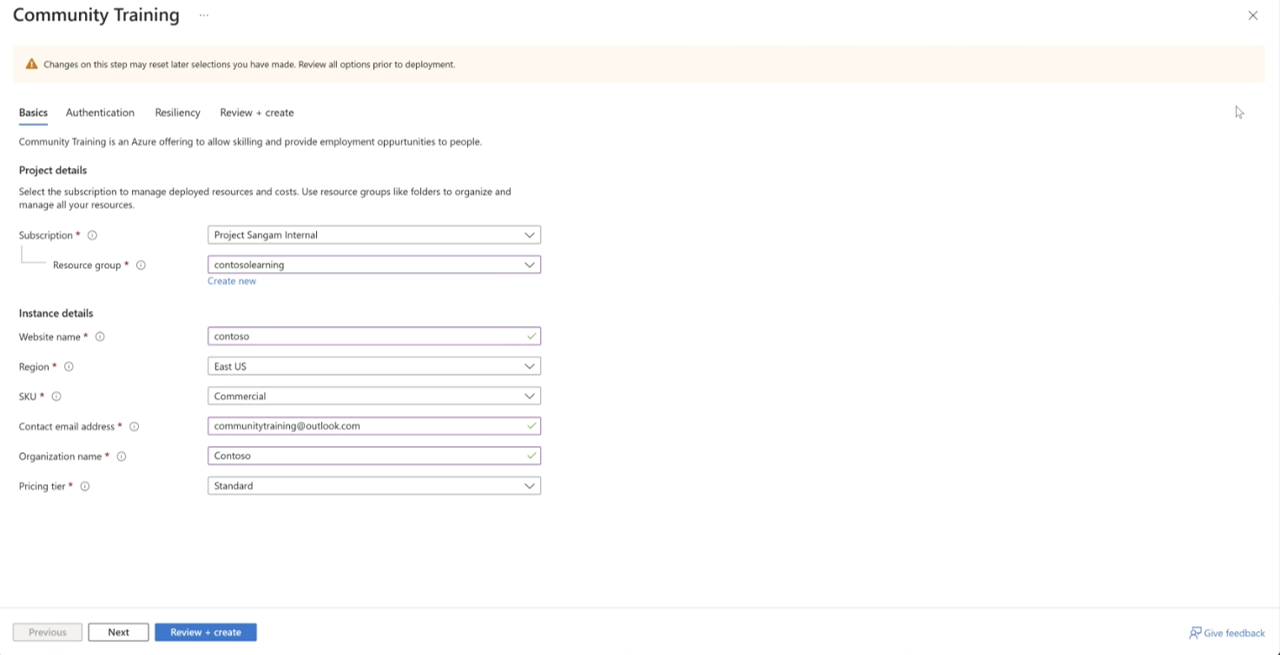 Community Training ...
Changes on this step may reset later selections you have made. Review all options prior to deployment.
Basics Authentication Resiliency Review + create
Community Training is an Azure offering to allow skilling and provide employment oppurtunities to people.
Project details
Select the subscription to manage deployed resources and costs. Use resource groups like folders to organize and
manage all your resources.
Subscription * Project Sangam Internal
Resource group * contosolearning
Create new
Instance details
Website name * contoso
Region * East US
SKU * Commercial
Contact email address * communitytraining@outlook.com
Organization name * Contoso
Pricing tier * Standard
Previous Next Review + create Give feedback